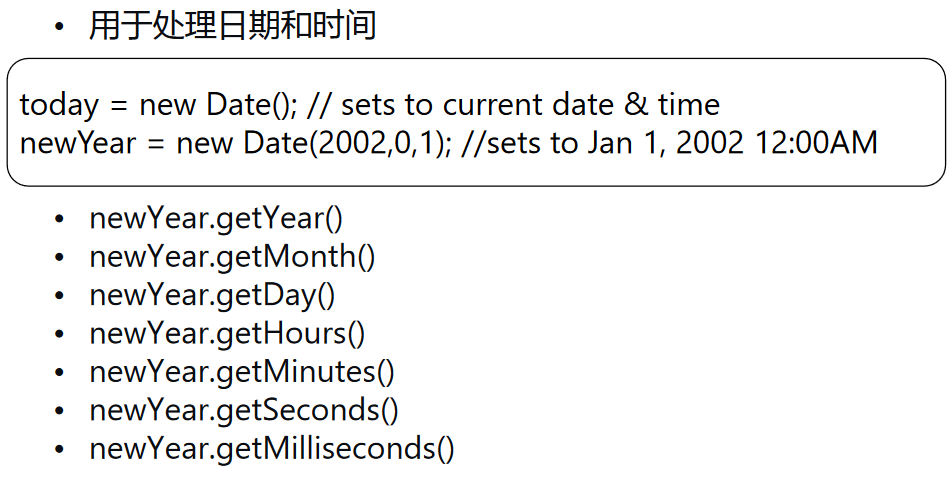 • 用于处理日期和时间
today = new Date(); // sets to current date & time
newYear = new Date(2002,0,1); //sets to Jan 1, 2002 12:00AM
• newYear.getYear()
• newYear.getMonth()
• newYear.getDay()
• newYear.getHours()
• newYear.getMinutes()
• newYear.getSeconds()
• newYear.getMilliseconds()